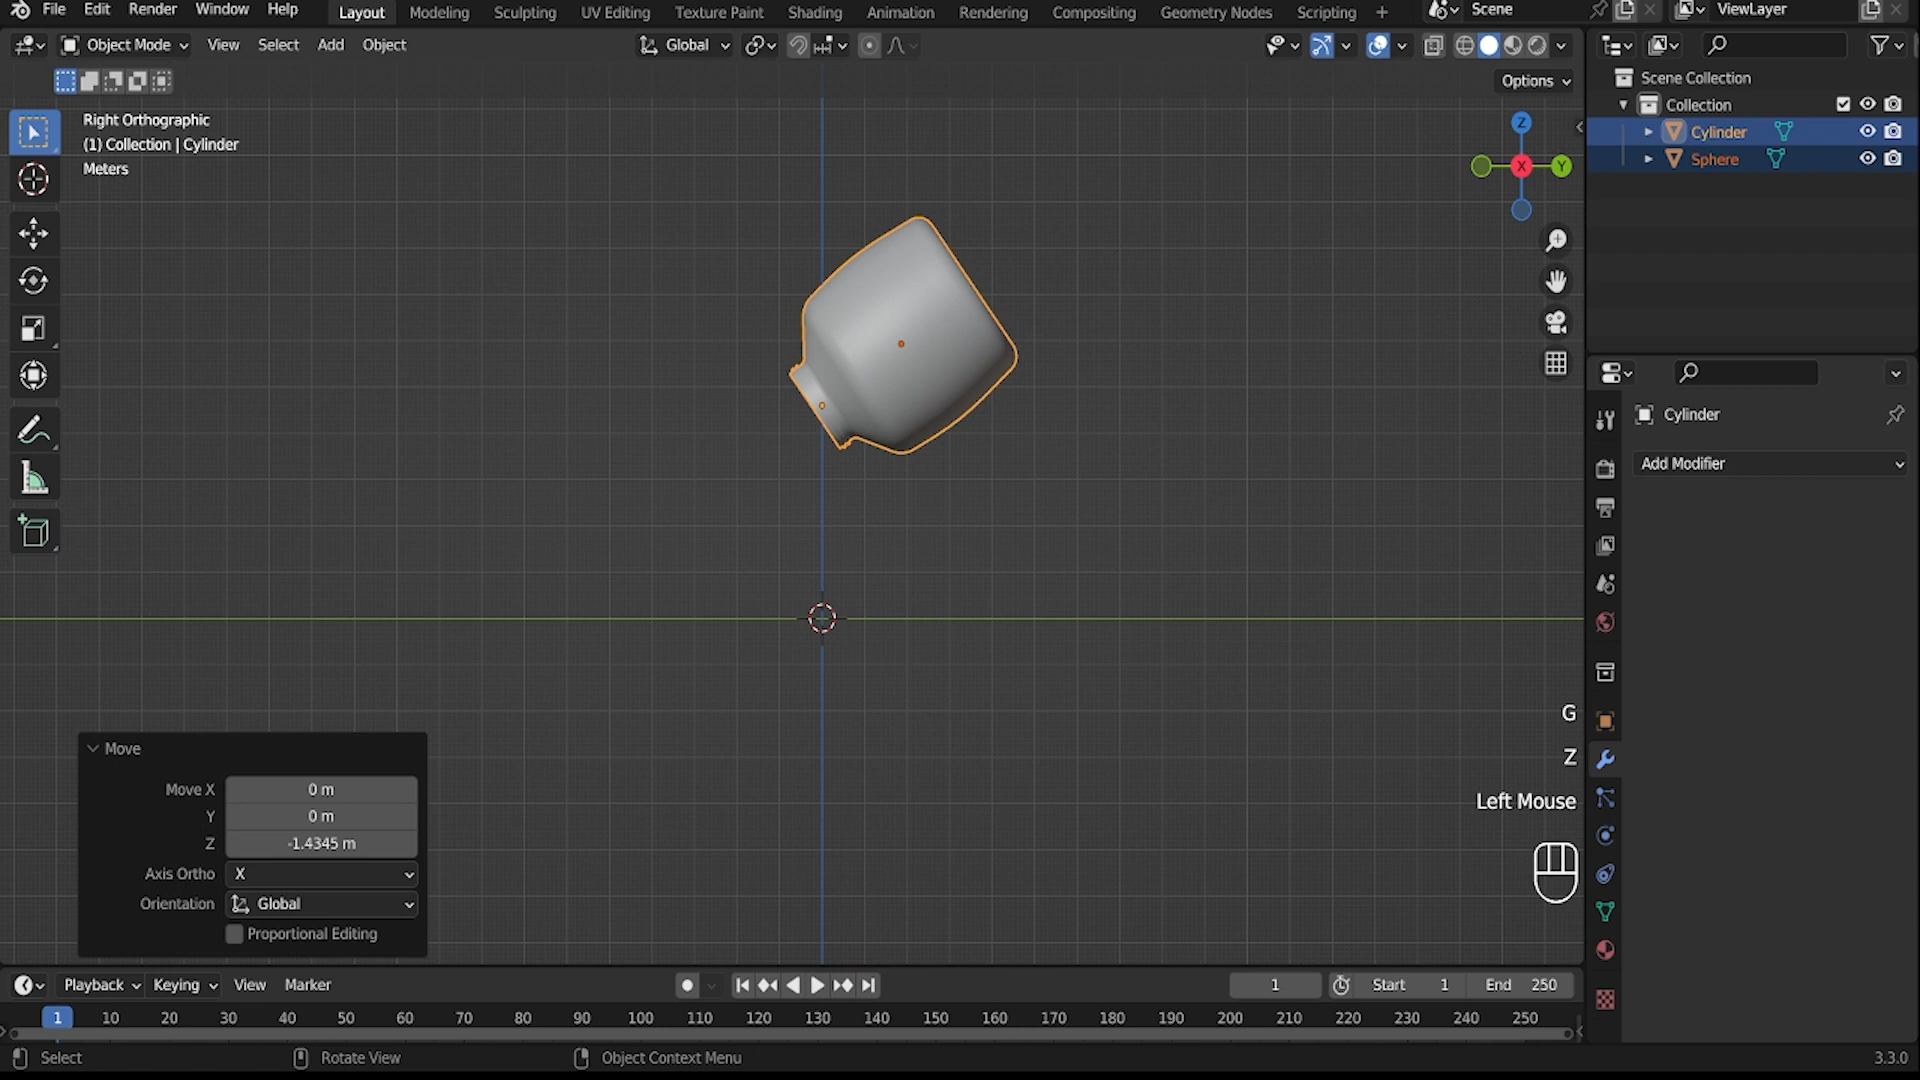 File Edit Render Window Help Layout Modeling Sculpting UV Editing Texture Paint Shading Animation Rendering Compositing Geometry Nodes Scripting + Scene ViewLayer
Object Mode View Select Add Object Global
Options
Scene Collection
Collection
Cylinder
Sphere
Right Orthographic
(1) Collection | Cylinder
Meters
Z
X
Y
Cylinder
Add Modifier
G
Z
Left Mouse
Move
Move X 0 m
Y 0 m
Z -1.4345 m
Axis Ortho X
Orientation Global
Proportional Editing
Playback Keying View Marker 1 Start 1 End 250
1 10 20 30 40 50 60 70 80 90 100 110 120 130 140 150 160 170 180 190 200 210 220 230 240 250
Select Rotate View Object Context Menu 3.3.0